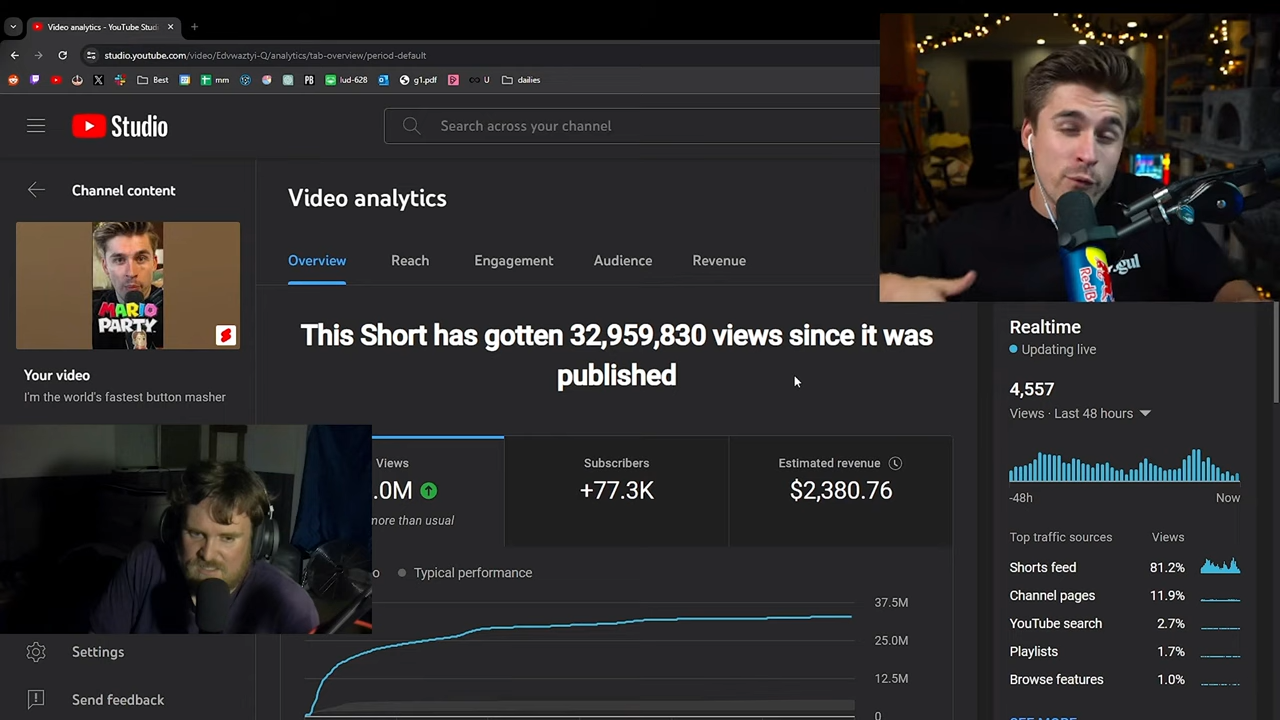 Video analytics - YouTube Studi
studio.youtube.com/video/Edvwaztyi-Q/analytics/tab-overview/period-default
Best
mm
lud-628
g1.pdf
U
dailies
Studio
Search across your channel
Channel content
MARIO
PARTY
Your video
I'm the world's fastest button masher
Settings
Send feedback
Video analytics
Overview
Reach
Engagement
Audience
Revenue
This Short has gotten 32,959,830 views since it was
published
Views
.0M
more than usual
Subscribers
+77.3K
Estimated revenue
$2,380.76
o
Typical performance
37.5M
25.0M
12.5M
0
Realtime
Updating live
4,557
Views · Last 48 hours
-48h
Now
Top traffic sources
Views
Shorts feed
81.2%
Channel pages
11.9%
YouTube search
2.7%
Playlists
1.7%
Browse features
1.0%
SEE MORE